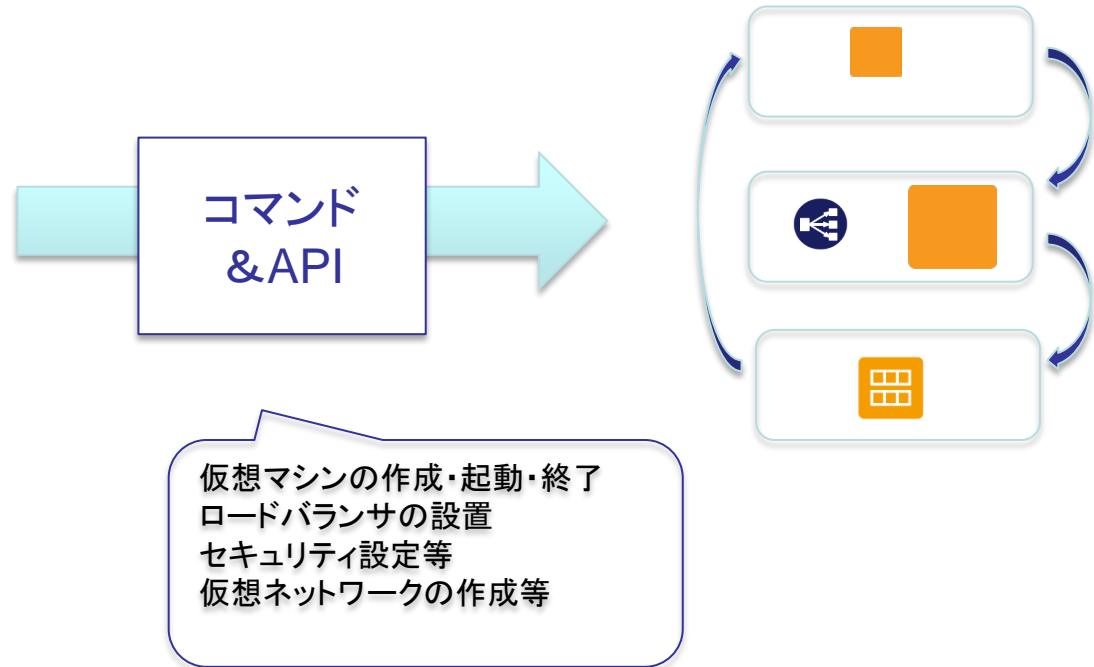 コマンド
＆API
仮想マシンの作成・起動・終了
ロードバランサの設置
セキュリティ設定等
仮想ネットワークの作成等